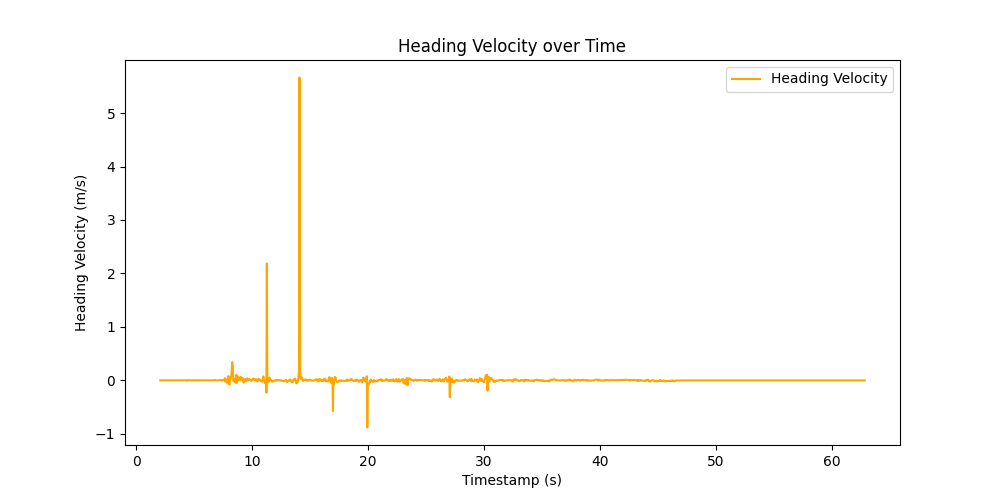 Heading Velocity over Time
Heading Velocity
Heading Velocity (m/s)
5
4
3
2
1
0
−1
0 10 20 30 40 50 60
Timestamp (s)